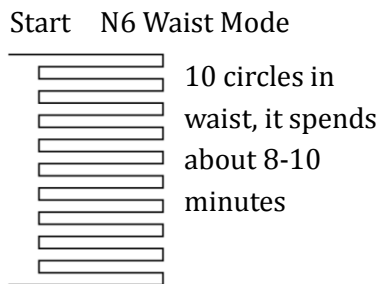 Start N6 Waist Mode
10 circles in
waist, it spends
about 8-10
minutes